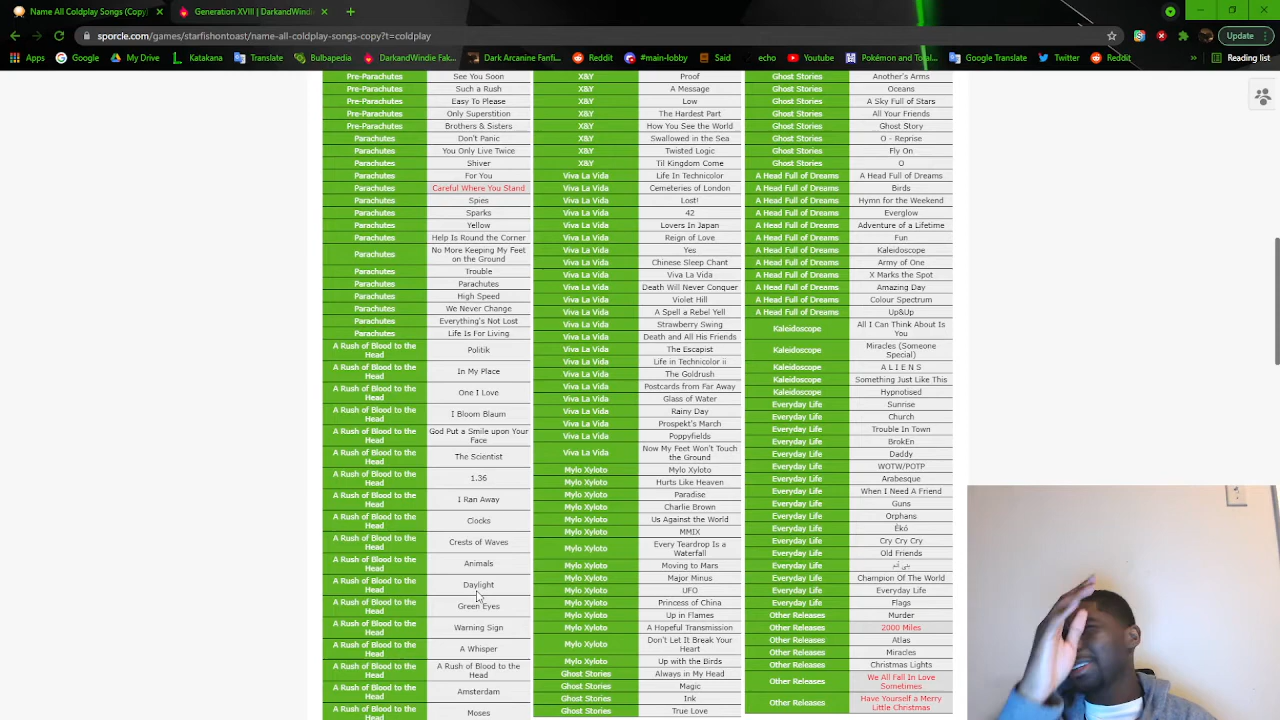 Name All Coldplay Songs (Copy)
Generation XVIII | DarkandWindie
sporcle.com/games/starfishontoast/name-all-coldplay-songs-copy?t=coldplay
Update
Apps Google My Drive Katakana Bulbapedia DarkandWindie Fak... Dark Arcanine Fanfi... Reddit #main-lobby Said echo Youtube Pokémon and Total... Google Translate Twitter Reddit » Reading list
Pre-Parachutes See You Soon
Pre-Parachutes Such a Rush
Pre-Parachutes Easy To Please
Pre-Parachutes Only Superstition
Pre-Parachutes Brothers & Sisters
Parachutes Don't Panic
Parachutes You Only Live Twice
Parachutes Shiver
Parachutes For You
Parachutes Careful Where You Stand
Parachutes Spies
Parachutes Sparks
Parachutes Yellow
Parachutes Help Is Round the Corner
Parachutes No More Keeping My Feet
on the Ground
Parachutes Trouble
Parachutes Parachutes
Parachutes High Speed
Parachutes We Never Change
Parachutes Everything's Not Lost
Parachutes Life Is For Living
A Rush of Blood to the
Head Politik
A Rush of Blood to the
Head In My Place
A Rush of Blood to the
Head One I Love
A Rush of Blood to the
Head I Bloom Blaum
A Rush of Blood to the
Head God Put a Smile upon Your
Face
A Rush of Blood to the
Head The Scientist
A Rush of Blood to the
Head 1.36
A Rush of Blood to the
Head I Ran Away
A Rush of Blood to the
Head Clocks
A Rush of Blood to the
Head Crests of Waves
A Rush of Blood to the
Head Animals
A Rush of Blood to the
Head Daylight
A Rush of Blood to the
Head Green Eyes
A Rush of Blood to the
Head Warning Sign
A Rush of Blood to the
Head A Whisper
A Rush of Blood to the
Head A Rush of Blood to the
Head
A Rush of Blood to the
Head Amsterdam
A Rush of Blood to the
Head Moses
X&Y Proof
X&Y A Message
X&Y Low
X&Y The Hardest Part
X&Y How You See the World
X&Y Swallowed in the Sea
X&Y Twisted Logic
X&Y Til Kingdom Come
Viva La Vida Life In Technicolor
Viva La Vida Cemeteries of London
Viva La Vida Lost!
Viva La Vida 42
Viva La Vida Lovers In Japan
Viva La Vida Reign of Love
Viva La Vida Yes
Viva La Vida Chinese Sleep Chant
Viva La Vida Viva La Vida
Viva La Vida Death Will Never Conquer
Viva La Vida Violet Hill
Viva La Vida A Spell a Rebel Yell
Viva La Vida Strawberry Swing
Viva La Vida Death and All His Friends
Viva La Vida The Escapist
Viva La Vida Life in Technicolor ii
Viva La Vida The Goldrush
Viva La Vida Postcards from Far Away
Viva La Vida Glass of Water
Viva La Vida Rainy Day
Viva La Vida Prospekt's March
Viva La Vida Poppyfields
Viva La Vida Now My Feet Won't Touch
the Ground
Mylo Xyloto Mylo Xyloto
Mylo Xyloto Hurts Like Heaven
Mylo Xyloto Paradise
Mylo Xyloto Charlie Brown
Mylo Xyloto Us Against the World
Mylo Xyloto MMIX
Mylo Xyloto Every Teardrop Is a
Waterfall
Mylo Xyloto Moving to Mars
Mylo Xyloto Major Minus
Mylo Xyloto UFO
Mylo Xyloto Princess of China
Mylo Xyloto Up in Flames
Mylo Xyloto A Hopeful Transmission
Mylo Xyloto Don't Let It Break Your
Heart
Mylo Xyloto Up with the Birds
Ghost Stories Always in My Head
Ghost Stories Magic
Ghost Stories Ink
Ghost Stories True Love
Ghost Stories Another's Arms
Ghost Stories Oceans
Ghost Stories A Sky Full of Stars
Ghost Stories All Your Friends
Ghost Stories Ghost Story
Ghost Stories O - Reprise
Ghost Stories Fly On
Ghost Stories O
A Head Full of Dreams A Head Full of Dreams
A Head Full of Dreams Birds
A Head Full of Dreams Hymn for the Weekend
A Head Full of Dreams Everglow
A Head Full of Dreams Adventure of a Lifetime
A Head Full of Dreams Fun
A Head Full of Dreams Kaleidoscope
A Head Full of Dreams Army of One
A Head Full of Dreams X Marks the Spot
A Head Full of Dreams Amazing Day
A Head Full of Dreams Colour Spectrum
A Head Full of Dreams Up&Up
Kaleidoscope All I Can Think About Is
You
Kaleidoscope Miracles (Someone
Special)
Kaleidoscope A L I E N S
Kaleidoscope Something Just Like This
Kaleidoscope Hypnotised
Everyday Life Sunrise
Everyday Life Church
Everyday Life Trouble In Town
Everyday Life BrokEn
Everyday Life Daddy
Everyday Life WOTW/POTP
Everyday Life Arabesque
Everyday Life When I Need A Friend
Everyday Life Guns
Everyday Life Orphans
Everyday Life Èkó
Everyday Life Cry Cry Cry
Everyday Life Old Friends
Everyday Life بنی آدم
Everyday Life Champion Of The World
Everyday Life Everyday Life
Everyday Life Flags
Other Releases Murder
Other Releases 2000 Miles
Other Releases Atlas
Other Releases Miracles
Other Releases Christmas Lights
Other Releases We All Fall In Love
Sometimes
Other Releases Have Yourself a Merry
Little Christmas